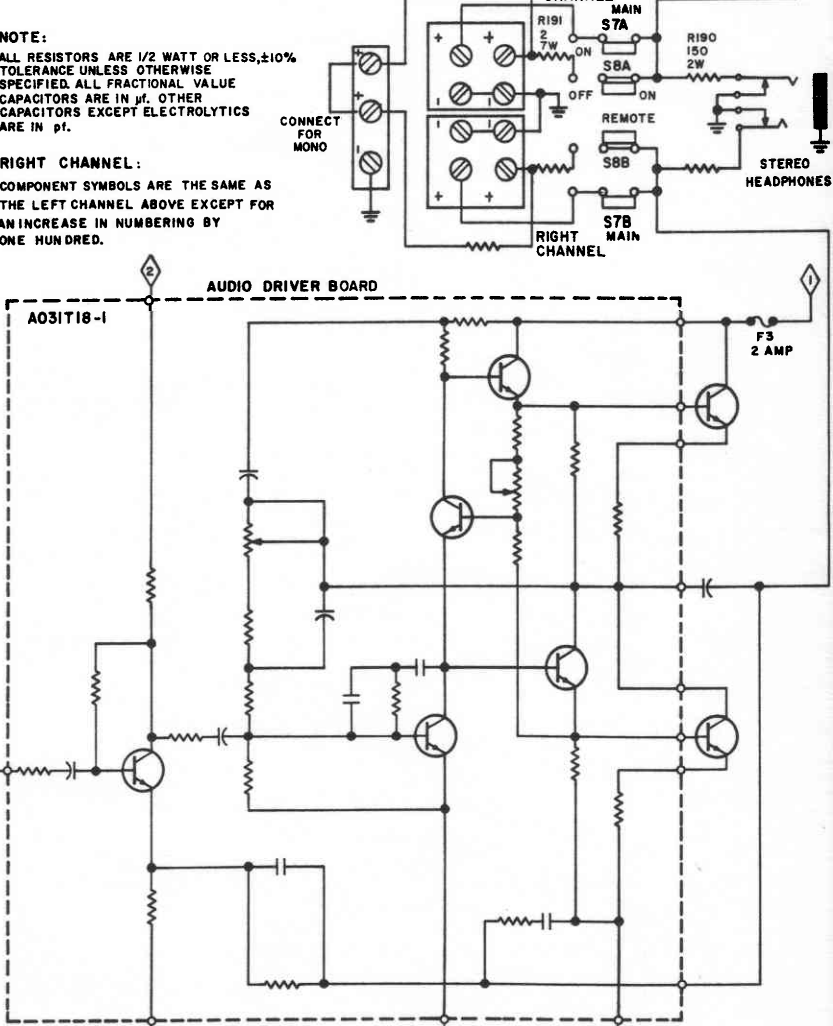 NOTE:
ALL RESISTORS ARE 1/2 WATT OR LESS,±10%
TOLERANCE UNLESS OTHERWISE
SPECIFIED. ALL FRACTIONAL VALUE
CAPACITORS ARE IN µf. OTHER
CAPACITORS EXCEPT ELECTROLYTICS
ARE IN pf.
RIGHT CHANNEL:
COMPONENT SYMBOLS ARE THE SAME AS
THE LEFT CHANNEL ABOVE EXCEPT FOR
AN INCREASE IN NUMBERING BY
ONE HUNDRED.
CONNECT
FOR
MONO
+
+
I
+
+
I
I
I
I
+
+
CHANNEL
MAIN
S7A
R191
2
7W
ON
S8A
OFF
ON
R190
150
2W
REMOTE
S8B
S7B
MAIN
STEREO
HEADPHONES
RIGHT
CHANNEL
2
AUDIO DRIVER BOARD
1
A031T18-1
F3
2 AMP